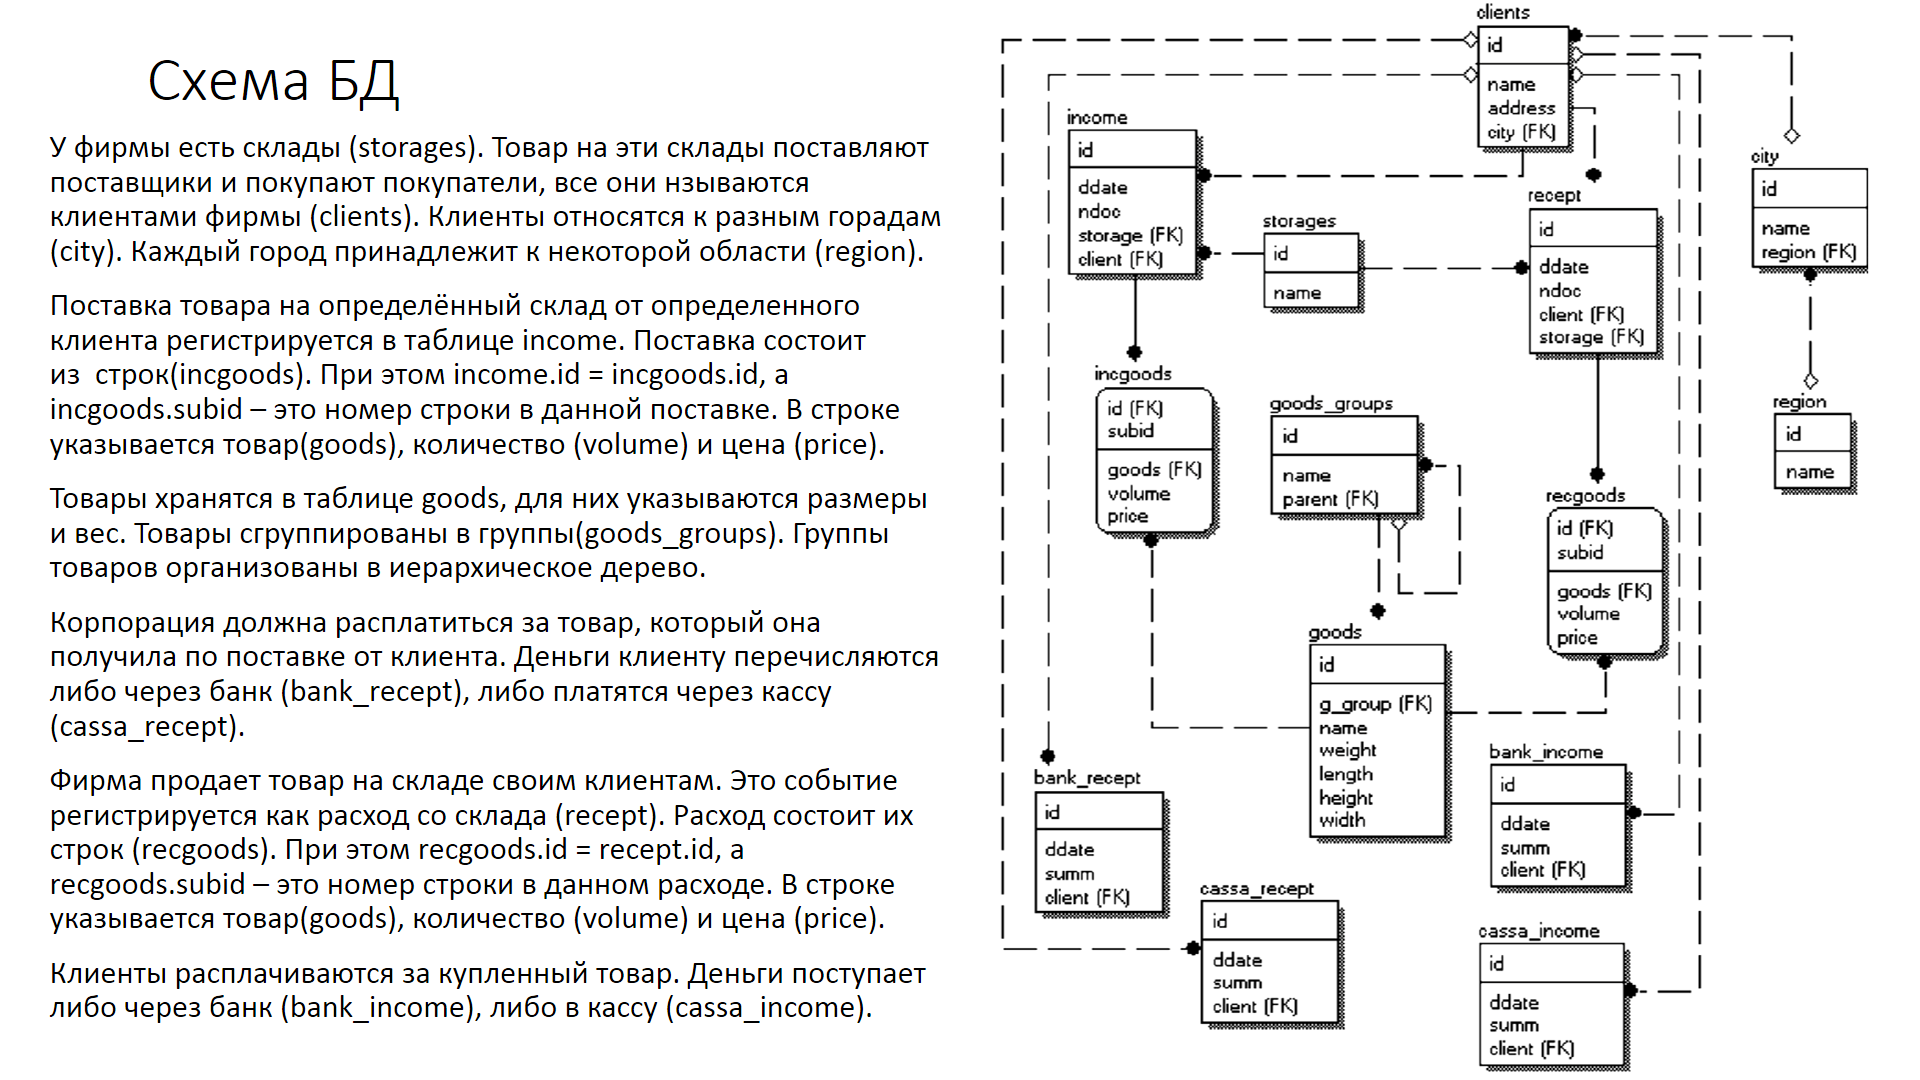 Схема БД
У фирмы есть склады (storages). Товар на эти склады поставляют
поставщики и покупают покупатели, все они нзываются
клиентами фирмы (clients). Клиенты относятся к разным горадам
(city). Каждый город принадлежит к некоторой области (region).
Поставка товара на определённый склад от определенного
клиента регистрируется в таблице income. Поставка состоит
из  строк(incgoods). При этом income.id = incgoods.id, а
incgoods.subid – это номер строки в данной поставке. В строке
указывается товар(goods), количество (volume) и цена (price).
Товары хранятся в таблице goods, для них указываются размеры
и вес. Товары сгруппированы в группы(goods_groups). Группы
товаров организованы в иерархическое дерево.
Корпорация должна расплатиться за товар, который она
получила по поставке от клиента. Деньги клиенту перечисляются
либо через банк (bank_recept), либо платятся через кассу
(cassa_recept).
Фирма продает товар на складе своим клиентам. Это событие
регистрируется как расход со склада (recept). Расход состоит их
строк (recgoods). При этом recgoods.id = recept.id, а
recgoods.subid – это номер строки в данном расходе. В строке
указывается товар(goods), количество (volume) и цена (price).
Клиенты расплачиваются за купленный товар. Деньги поступает
либо через банк (bank_income), либо в кассу (cassa_income).
clients
id
name
address
city (FK)
income
id
ddate
ndoc
storage (FK)
client (FK)
storages
id
name
recept
id
ddate
ndoc
client (FK)
storage (FK)
city
id
name
region (FK)
region
id
name
incgoods
id (FK)
subid
goods (FK)
volume
price
goods_groups
id
name
parent (FK)
recgoods
id (FK)
subid
goods (FK)
volume
price
goods
id
g_group (FK)
name
weight
length
height
width
bank_recept
id
ddate
summ
client (FK)
cassa_recept
id
ddate
summ
client (FK)
bank_income
id
ddate
summ
client (FK)
cassa_income
id
ddate
summ
client (FK)